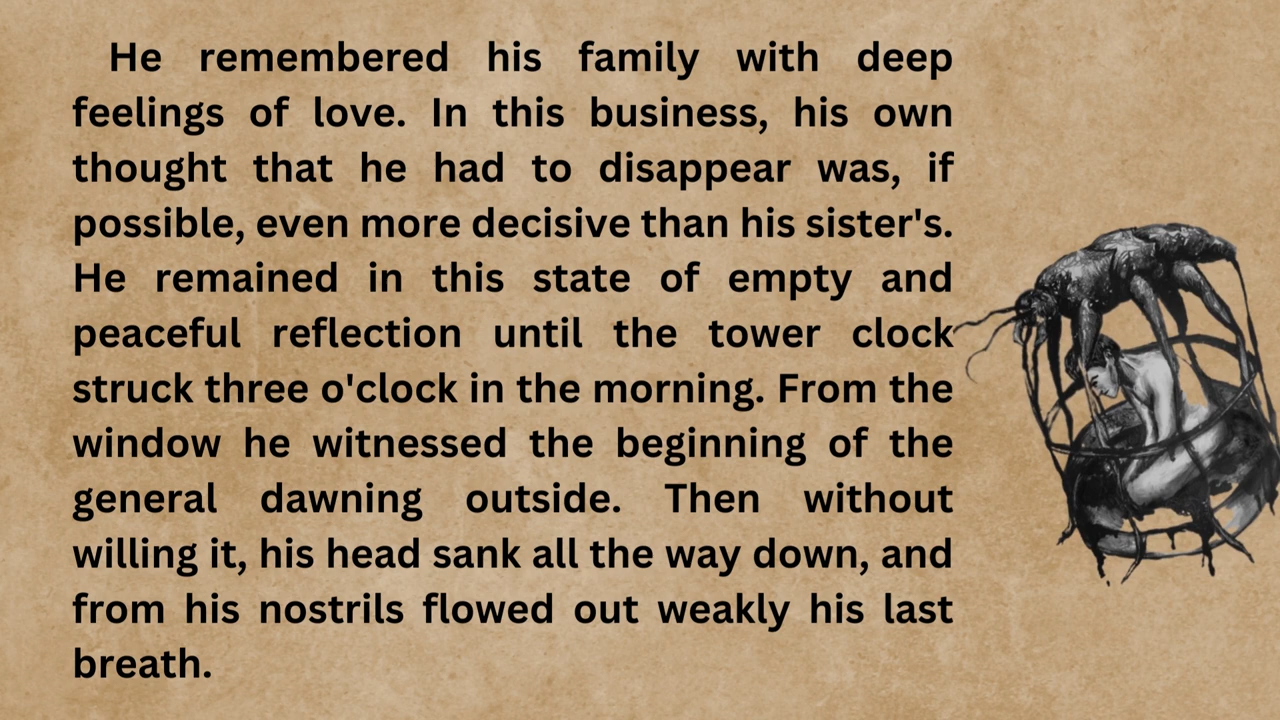 He remembered his family with deep
feelings of love. In this business, his own
thought that he had to disappear was, if
possible, even more decisive than his sister's.
He remained in this state of empty and
peaceful reflection until the tower clock
struck three o'clock in the morning. From the
window he witnessed the beginning of the
general dawning outside. Then without
willing it, his head sank all the way down, and
from his nostrils flowed out weakly his last
breath.